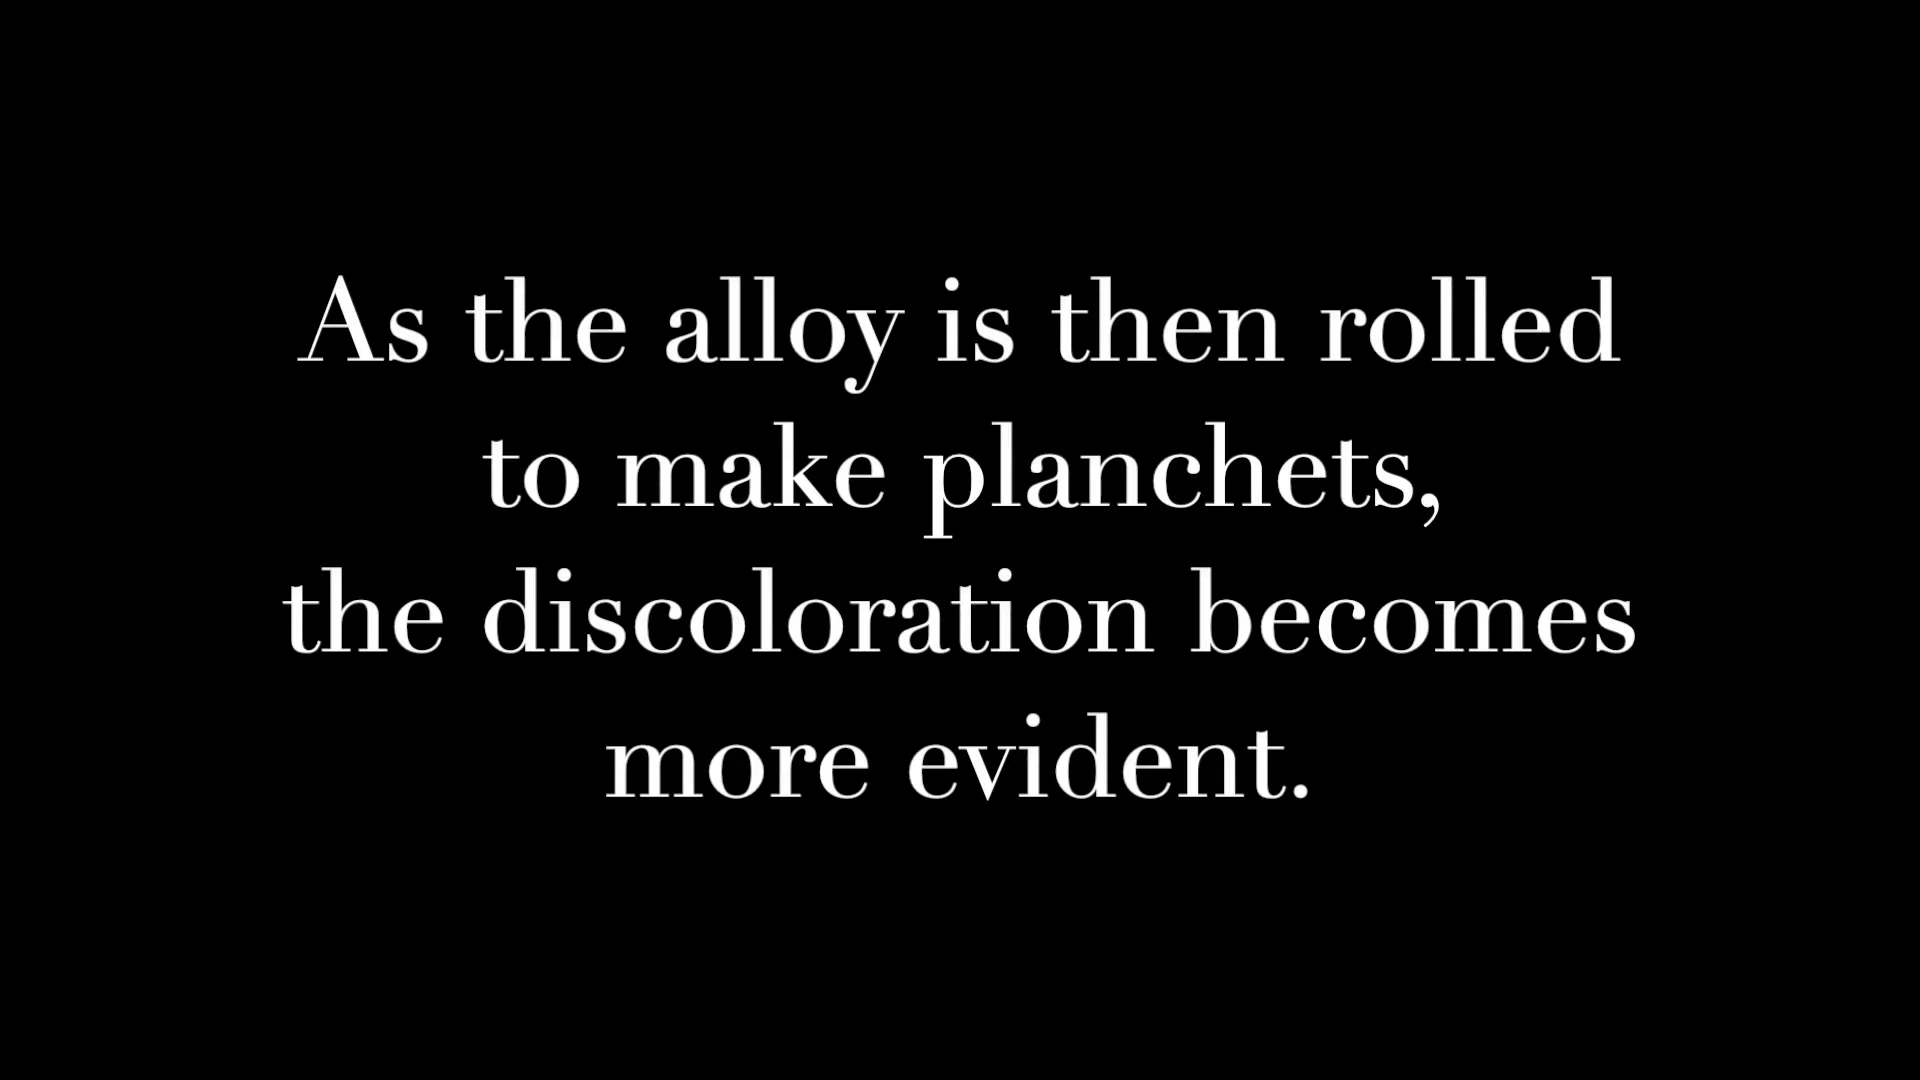 As the alloy is then rolled
to make planchets,
the discoloration becomes
more evident.